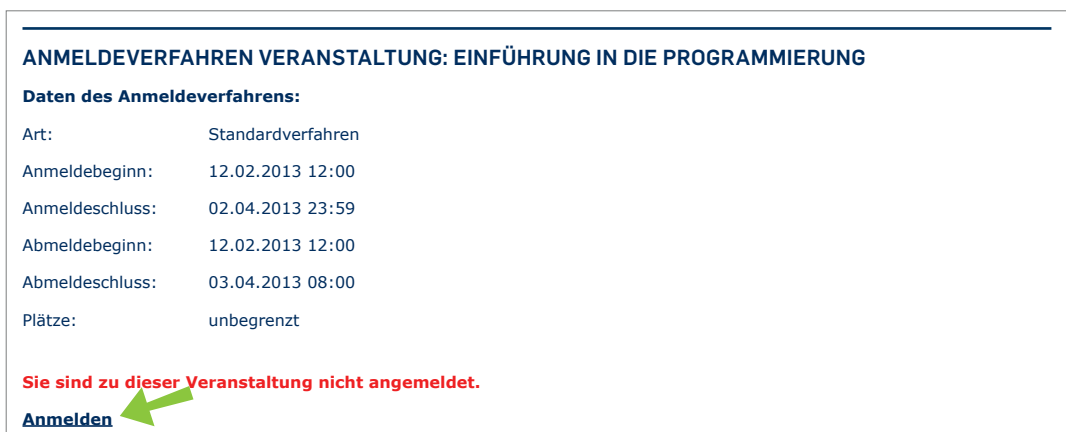 ANMELDEVERFAHREN VERANSTALTUNG: EINFÜHRUNG IN DIE PROGRAMMIERUNG
Daten des Anmeldeverfahrens:
Art: Standardverfahren
Anmeldebeginn: 12.02.2013 12:00
Anmeldeschluss: 02.04.2013 23:59
Abmeldebeginn: 12.02.2013 12:00
Abmeldeschluss: 03.04.2013 08:00
Plätze: unbegrenzt
Sie sind zu dieser Veranstaltung nicht angemeldet.
Anmelden